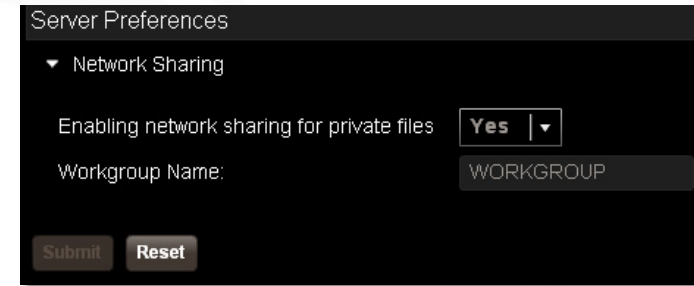 Server Preferences
Network Sharing
Enabling network sharing for private files Yes
Workgroup Name: WORKGROUP
Submit Reset